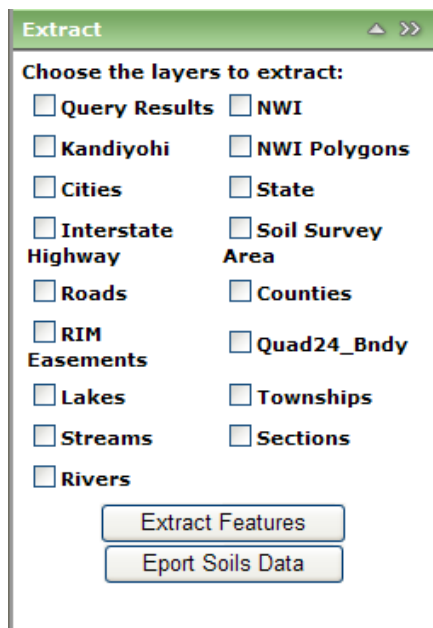 Extract
Choose the layers to extract:
Query Results NWI
Kandiyohi NWI Polygons
Cities State
Interstate Highway Soil Survey Area
Roads Counties
RIM Easements Quad24_Bndy
Lakes Townships
Streams Sections
Rivers
Extract Features
Eport Soils Data